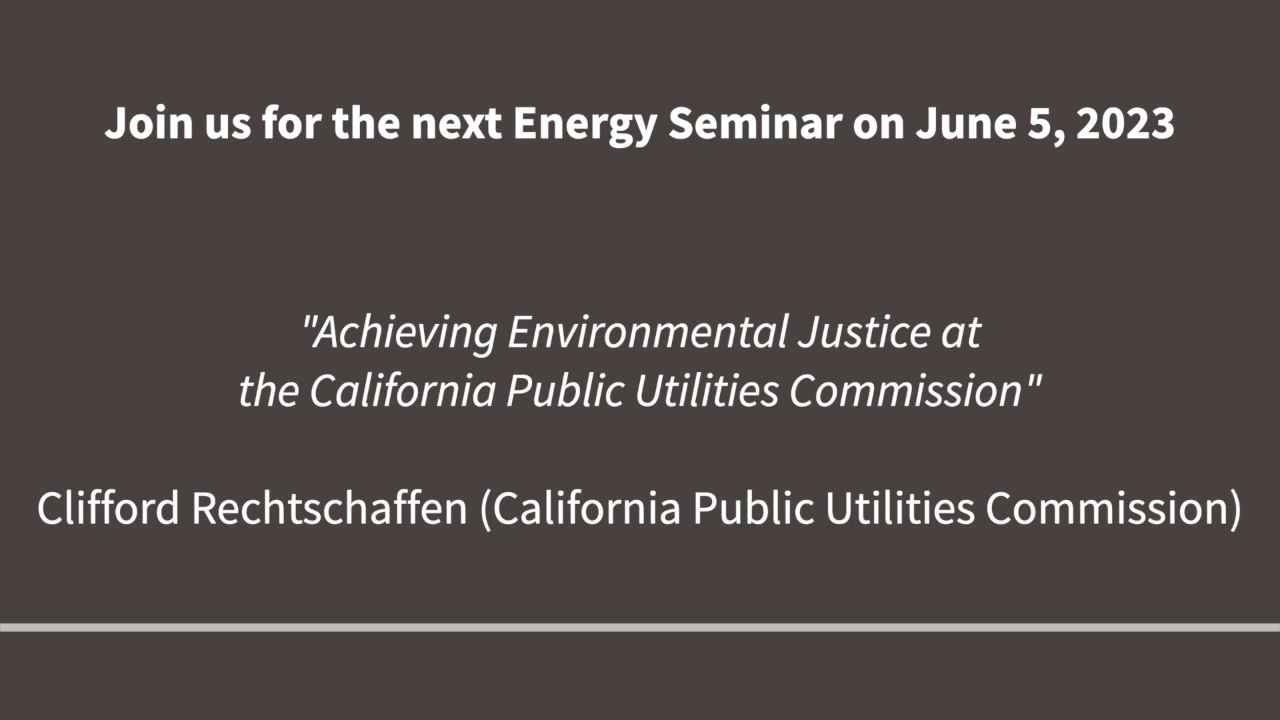 Join us for the next Energy Seminar on June 5, 2023
"Achieving Environmental Justice at
the California Public Utilities Commission"
Clifford Rechtschaffen (California Public Utilities Commission)